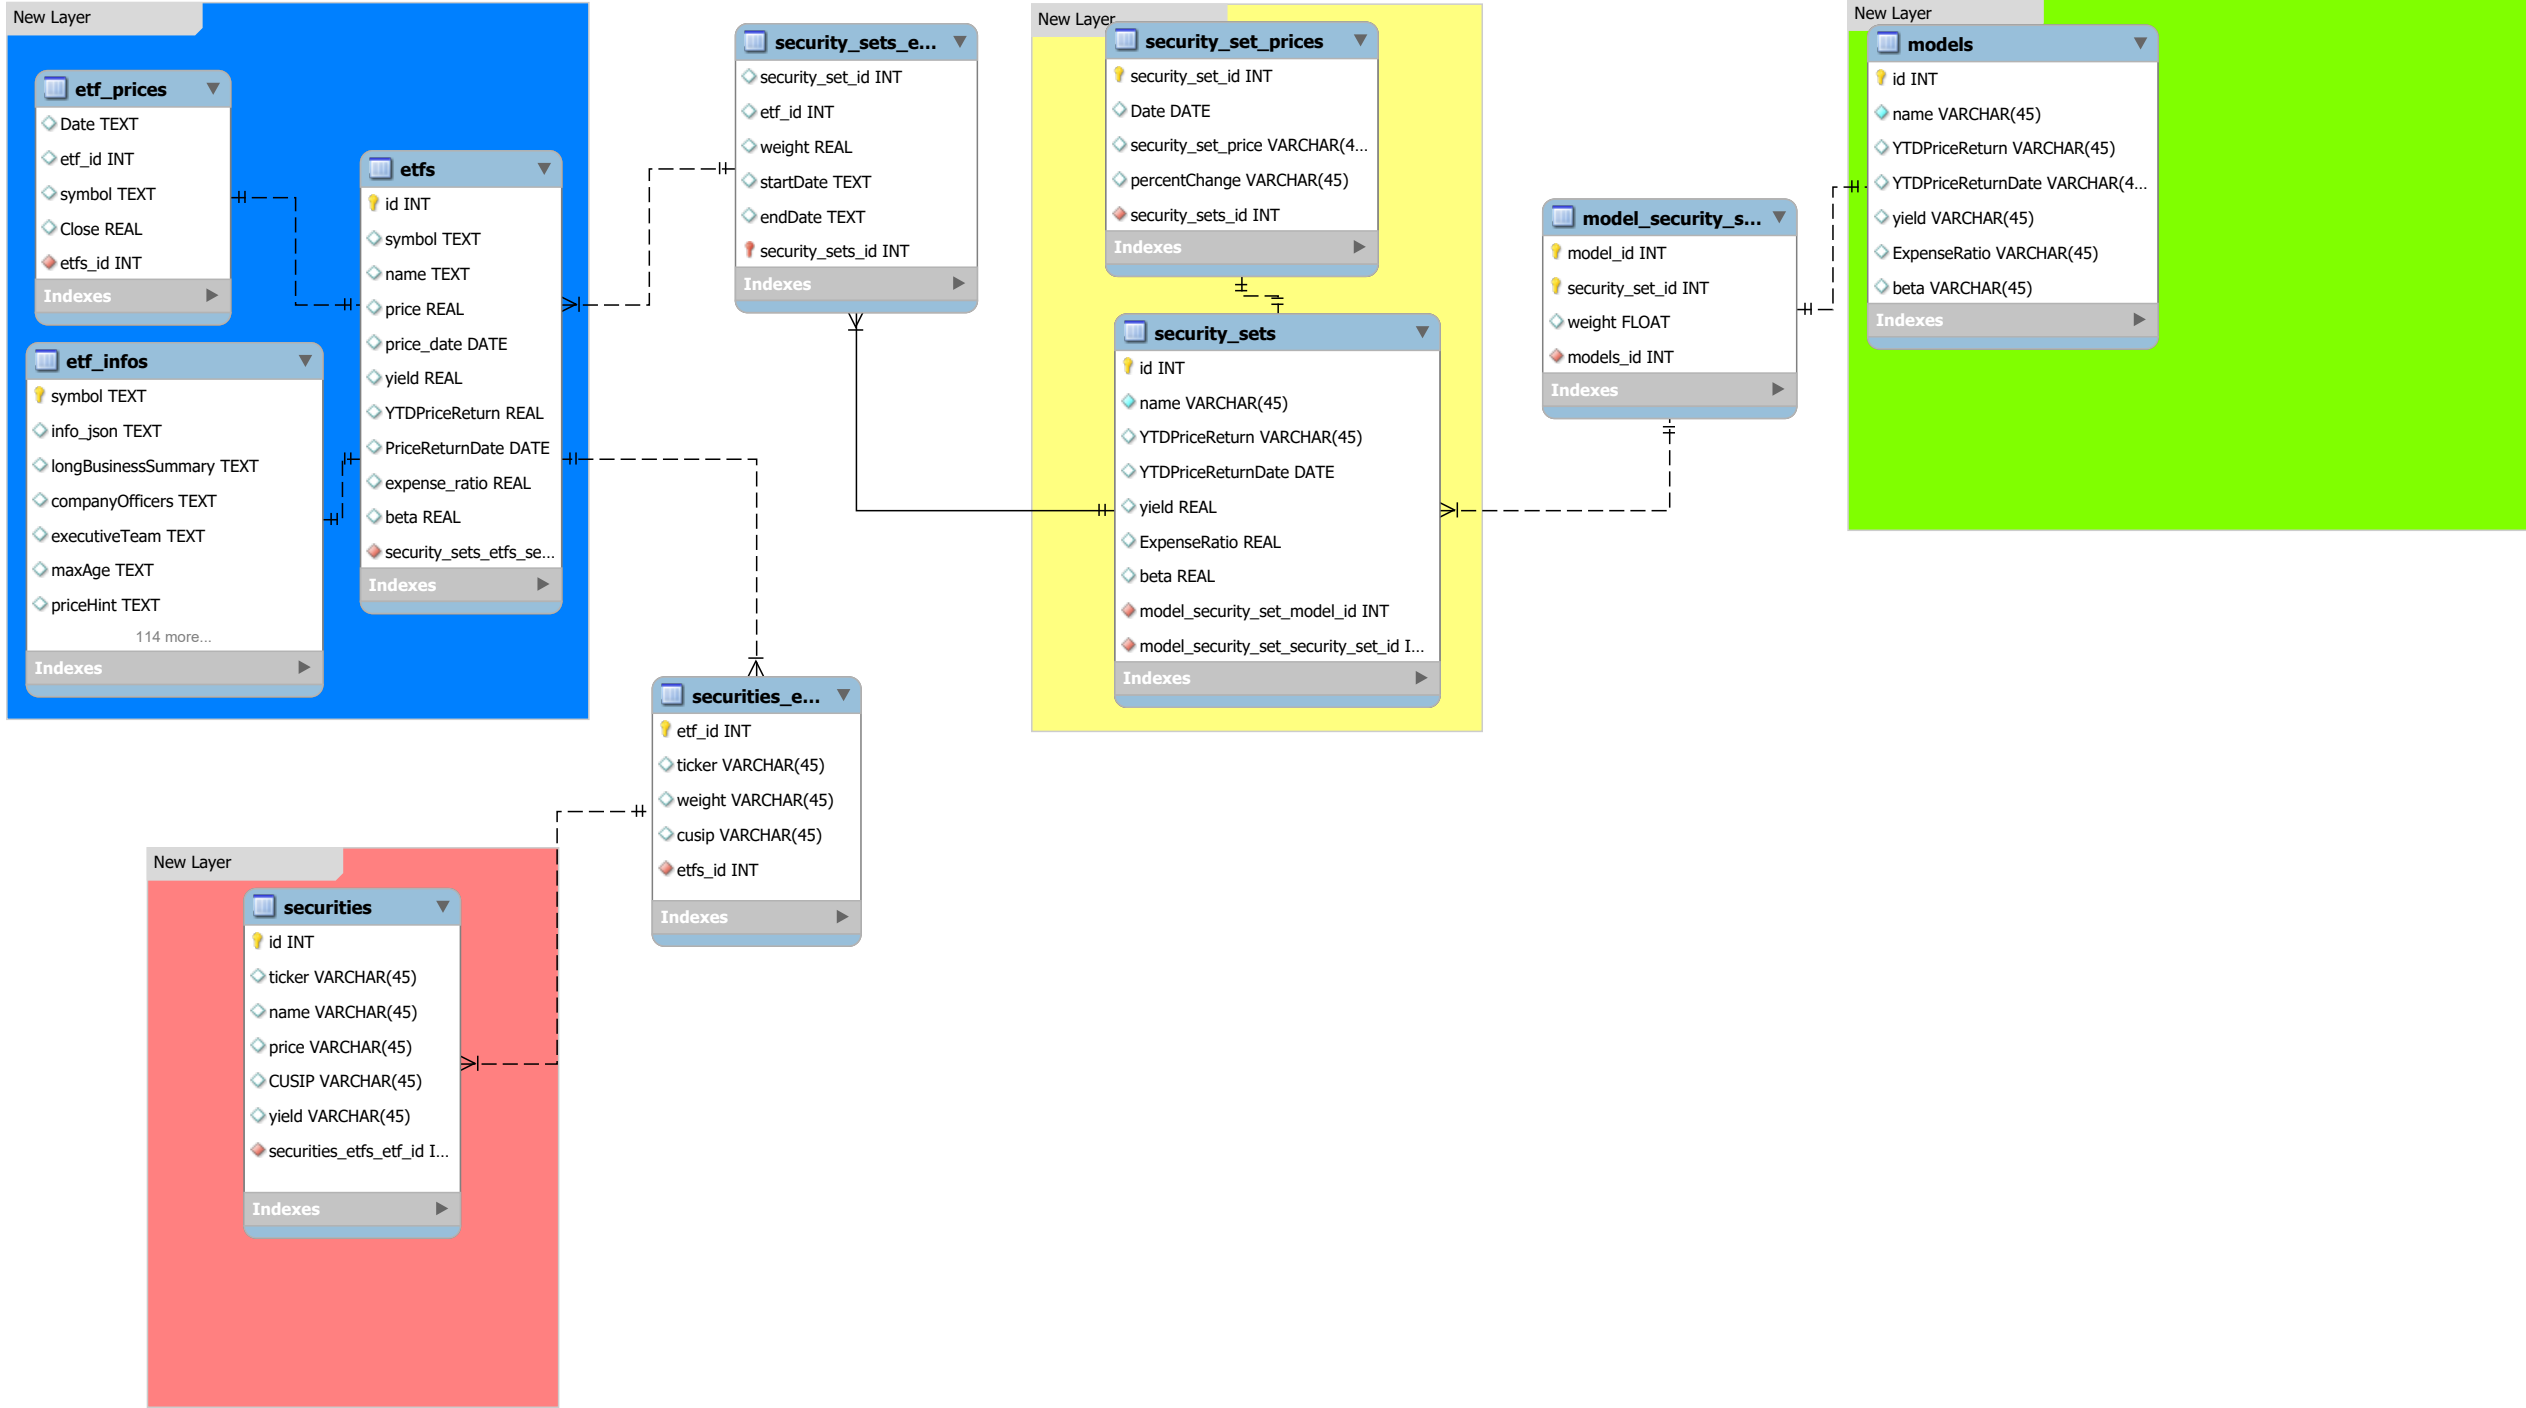 New Layer
etf_prices
Date TEXT
etf_id INT
symbol TEXT
Close REAL
etfs_id INT
Indexes
etf_infos
symbol TEXT
info_json TEXT
longBusinessSummary TEXT
companyOfficers TEXT
executiveTeam TEXT
maxAge TEXT
priceHint TEXT
114 more...
Indexes
etfs
id INT
symbol TEXT
name TEXT
price REAL
price_date DATE
yield REAL
YTDPriceReturn REAL
PriceReturnDate DATE
expense_ratio REAL
beta REAL
security_sets_etfs_se...
Indexes
security_sets_e...
security_set_id INT
etf_id INT
weight REAL
startDate TEXT
endDate TEXT
security_sets_id INT
Indexes
New Layer
security_set_prices
security_set_id INT
Date DATE
security_set_price VARCHAR(4...
percentChange VARCHAR(45)
security_sets_id INT
Indexes
security_sets
id INT
name VARCHAR(45)
YTDPriceReturn VARCHAR(45)
YTDPriceReturnDate DATE
yield REAL
ExpenseRatio REAL
beta REAL
model_security_set_model_id INT
model_security_set_security_set_id I...
Indexes
model_security_s...
model_id INT
security_set_id INT
weight FLOAT
models_id INT
Indexes
New Layer
models
id INT
name VARCHAR(45)
YTDPriceReturn VARCHAR(45)
YTDPriceReturnDate VARCHAR(4...
yield VARCHAR(45)
ExpenseRatio VARCHAR(45)
beta VARCHAR(45)
Indexes
securities_e...
etf_id INT
ticker VARCHAR(45)
weight VARCHAR(45)
cusip VARCHAR(45)
etfs_id INT
Indexes
New Layer
securities
id INT
ticker VARCHAR(45)
name VARCHAR(45)
price VARCHAR(45)
CUSIP VARCHAR(45)
yield VARCHAR(45)
securities_etfs_etf_id I...
Indexes